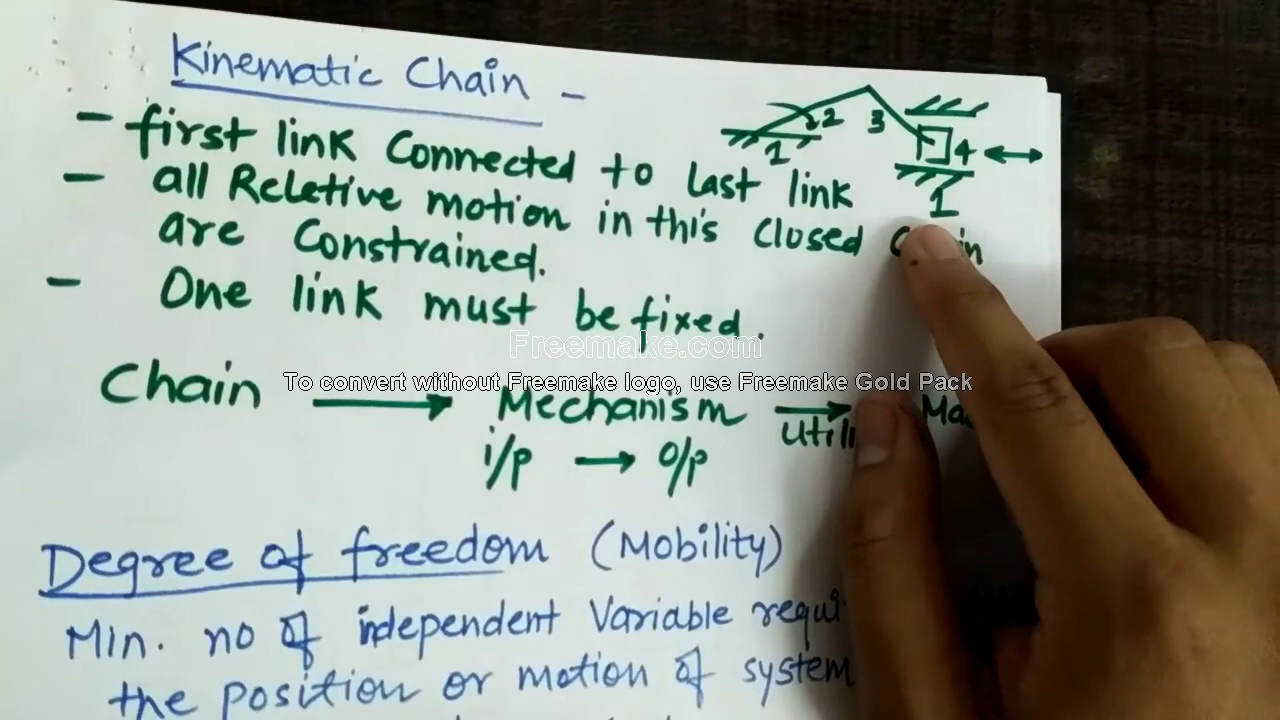 Kinematic Chain -
- first link Connected to last link
- all Reletive motion in this closed
are Constrained.
- One link must be fixed.
1 2 3 4
1
Chain → Mechanism →
i/p → o/p
Freemake.com
To convert without Freemake logo, use Freemake Gold Pack
Degree of freedom (Mobility)
Min. no of independent Variable
the position or motion of system